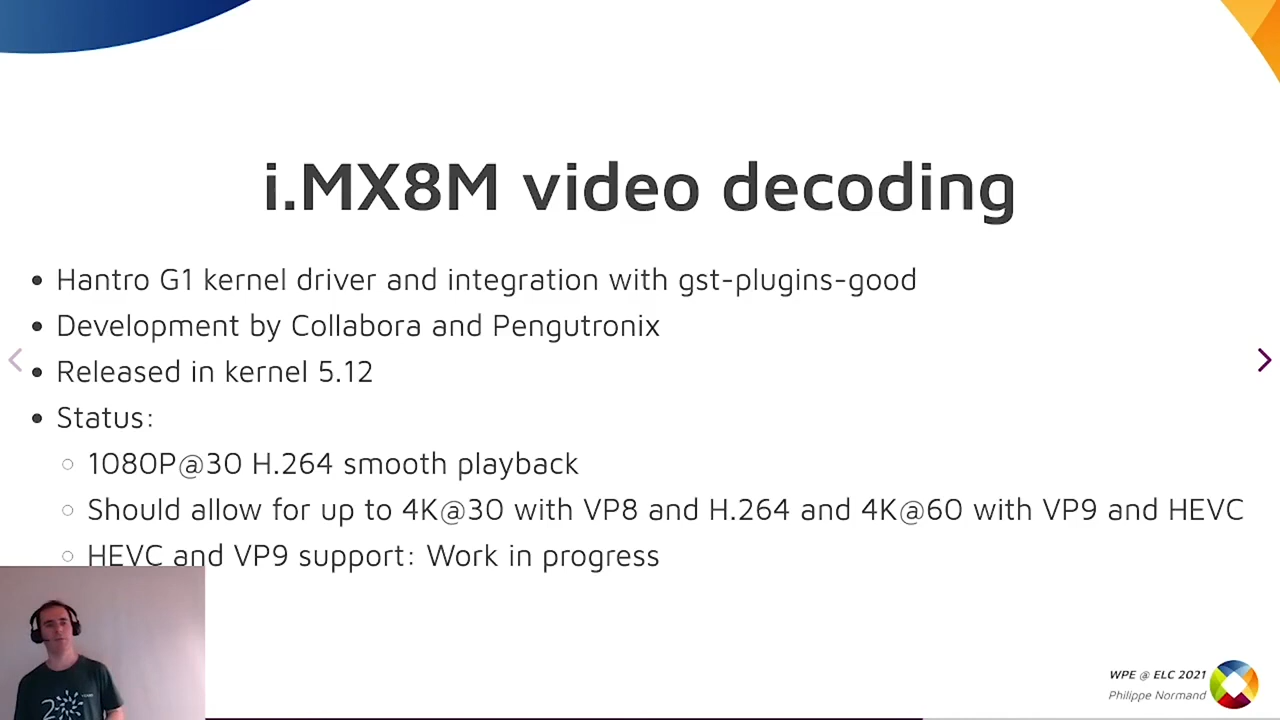 i.MX8M video decoding
Hantro G1 kernel driver and integration with gst-plugins-good
Development by Collabora and Pengutronix
Released in kernel 5.12
Status:
1080P@30 H.264 smooth playback
Should allow for up to 4K@30 with VP8 and H.264 and 4K@60 with VP9 and HEVC
HEVC and VP9 support: Work in progress
WPE @ ELC 2021
Philippe Normand